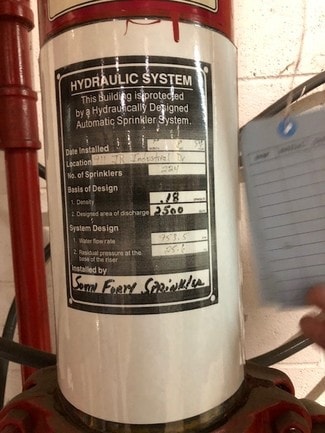 HYDRAULIC SYSTEM
This building is protected
by a Hydraulically Designed
Automatic Sprinkler System.
Date Installed
Location Industrial Dr
No. of Sprinklers
Basis of Design
1. Density .18
2. Designed area of discharge 2500
System Design
1. Water flow rate
2. Residual pressure at the
base of the riser
Installed by
South Forty Sprinkler